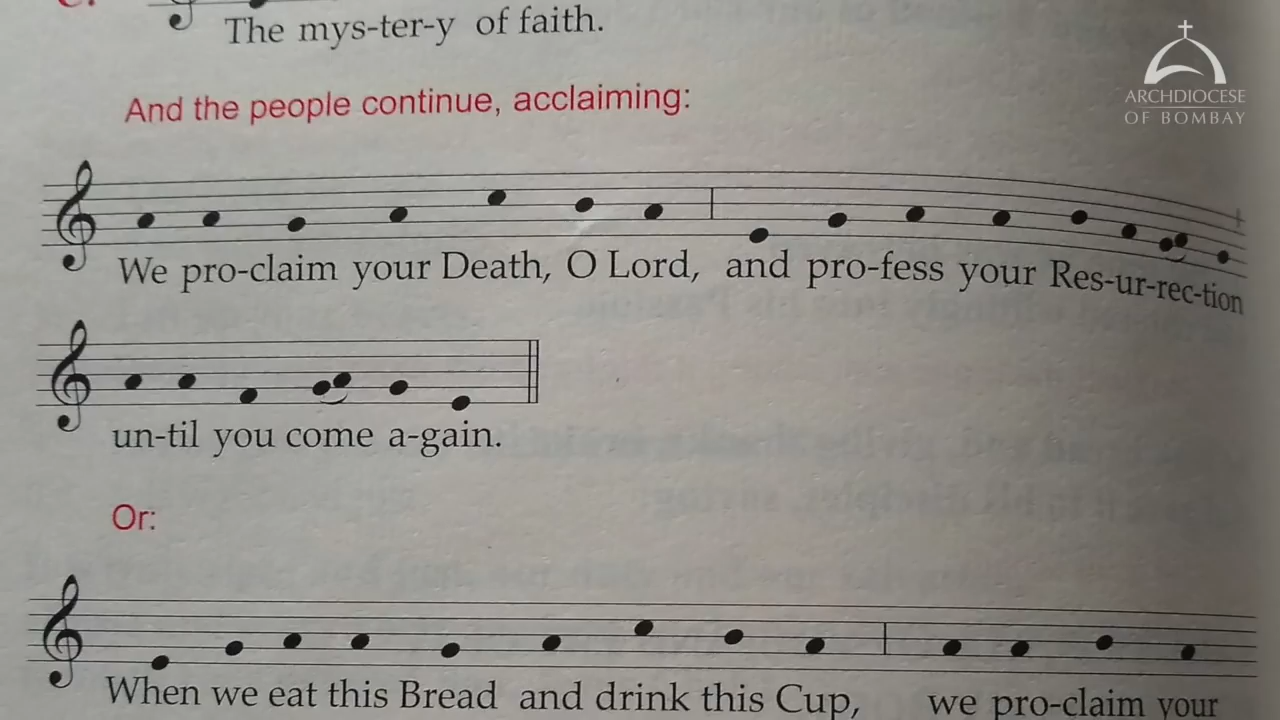 The mys-ter-y of faith.
ARCHDIOCESE
OF BOMBAY
And the people continue, acclaiming:
We pro-claim your Death, O Lord, and pro-fess your Res-ur-rec-tion
un-til you come a-gain.
Or:
When we eat this Bread and drink this Cup, we pro-claim your